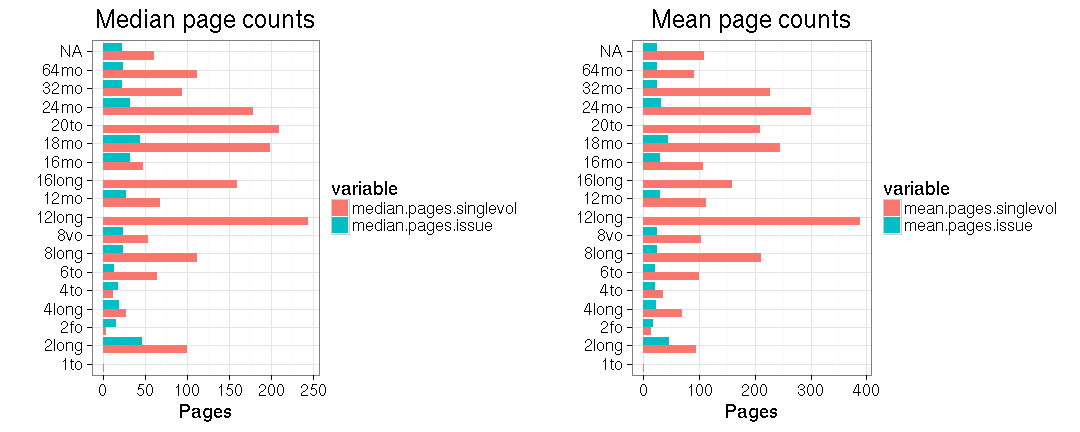 Median page counts
NA
64mo
32mo
24mo
20to
18mo
16mo
16long
12mo
12long
8vo
8long
6to
4to
4long
2fo
2long
1to
0 50 100 150 200 250
Pages
variable
median.pages.singlevol
median.pages.issue
Mean page counts
NA
64mo
32mo
24mo
20to
18mo
16mo
16long
12mo
12long
8vo
8long
6to
4to
4long
2fo
2long
1to
0 100 200 300 400
Pages
variable
mean.pages.singlevol
mean.pages.issue